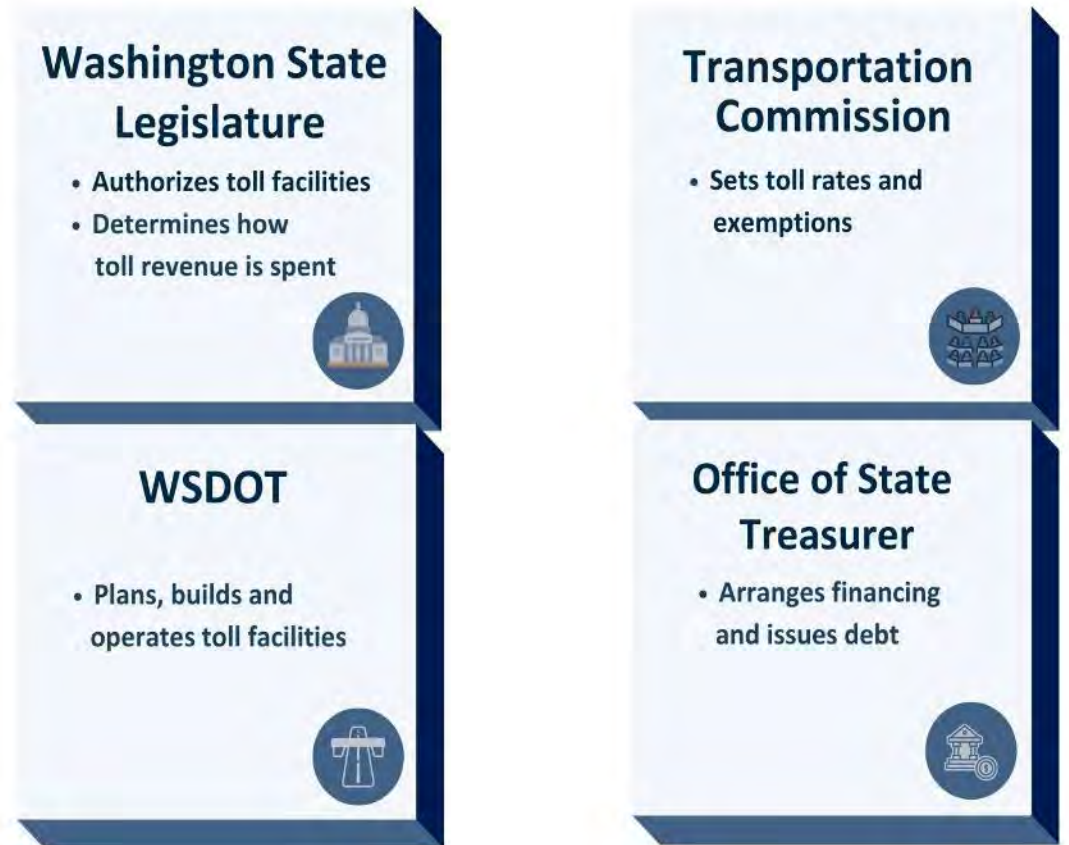 Washington State
Legislature
• Authorizes toll facilities
• Determines how
toll revenue is spent
Transportation
Commission
• Sets toll rates and
exemptions
WSDOT
• Plans, builds and
operates toll facilities
Office of State
Treasurer
• Arranges financing
and issues debt